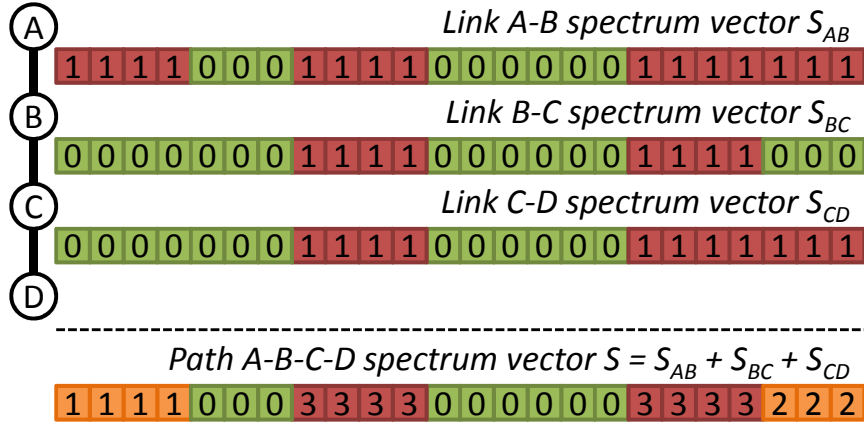 A
Link A-B spectrum vector S_AB
1 1 1 1 0 0 0 1 1 1 1 0 0 0 0 0 0 1 1 1 1 1 1 1
B
Link B-C spectrum vector S_BC
0 0 0 0 0 0 0 1 1 1 1 0 0 0 0 0 0 1 1 1 1 0 0 0
C
Link C-D spectrum vector S_CD
0 0 0 0 0 0 0 1 1 1 1 0 0 0 0 0 0 1 1 1 1 1 1 1
D
Path A-B-C-D spectrum vector S = S_AB + S_BC + S_CD
1 1 1 1 0 0 0 3 3 3 3 0 0 0 0 0 0 3 3 3 3 2 2 2